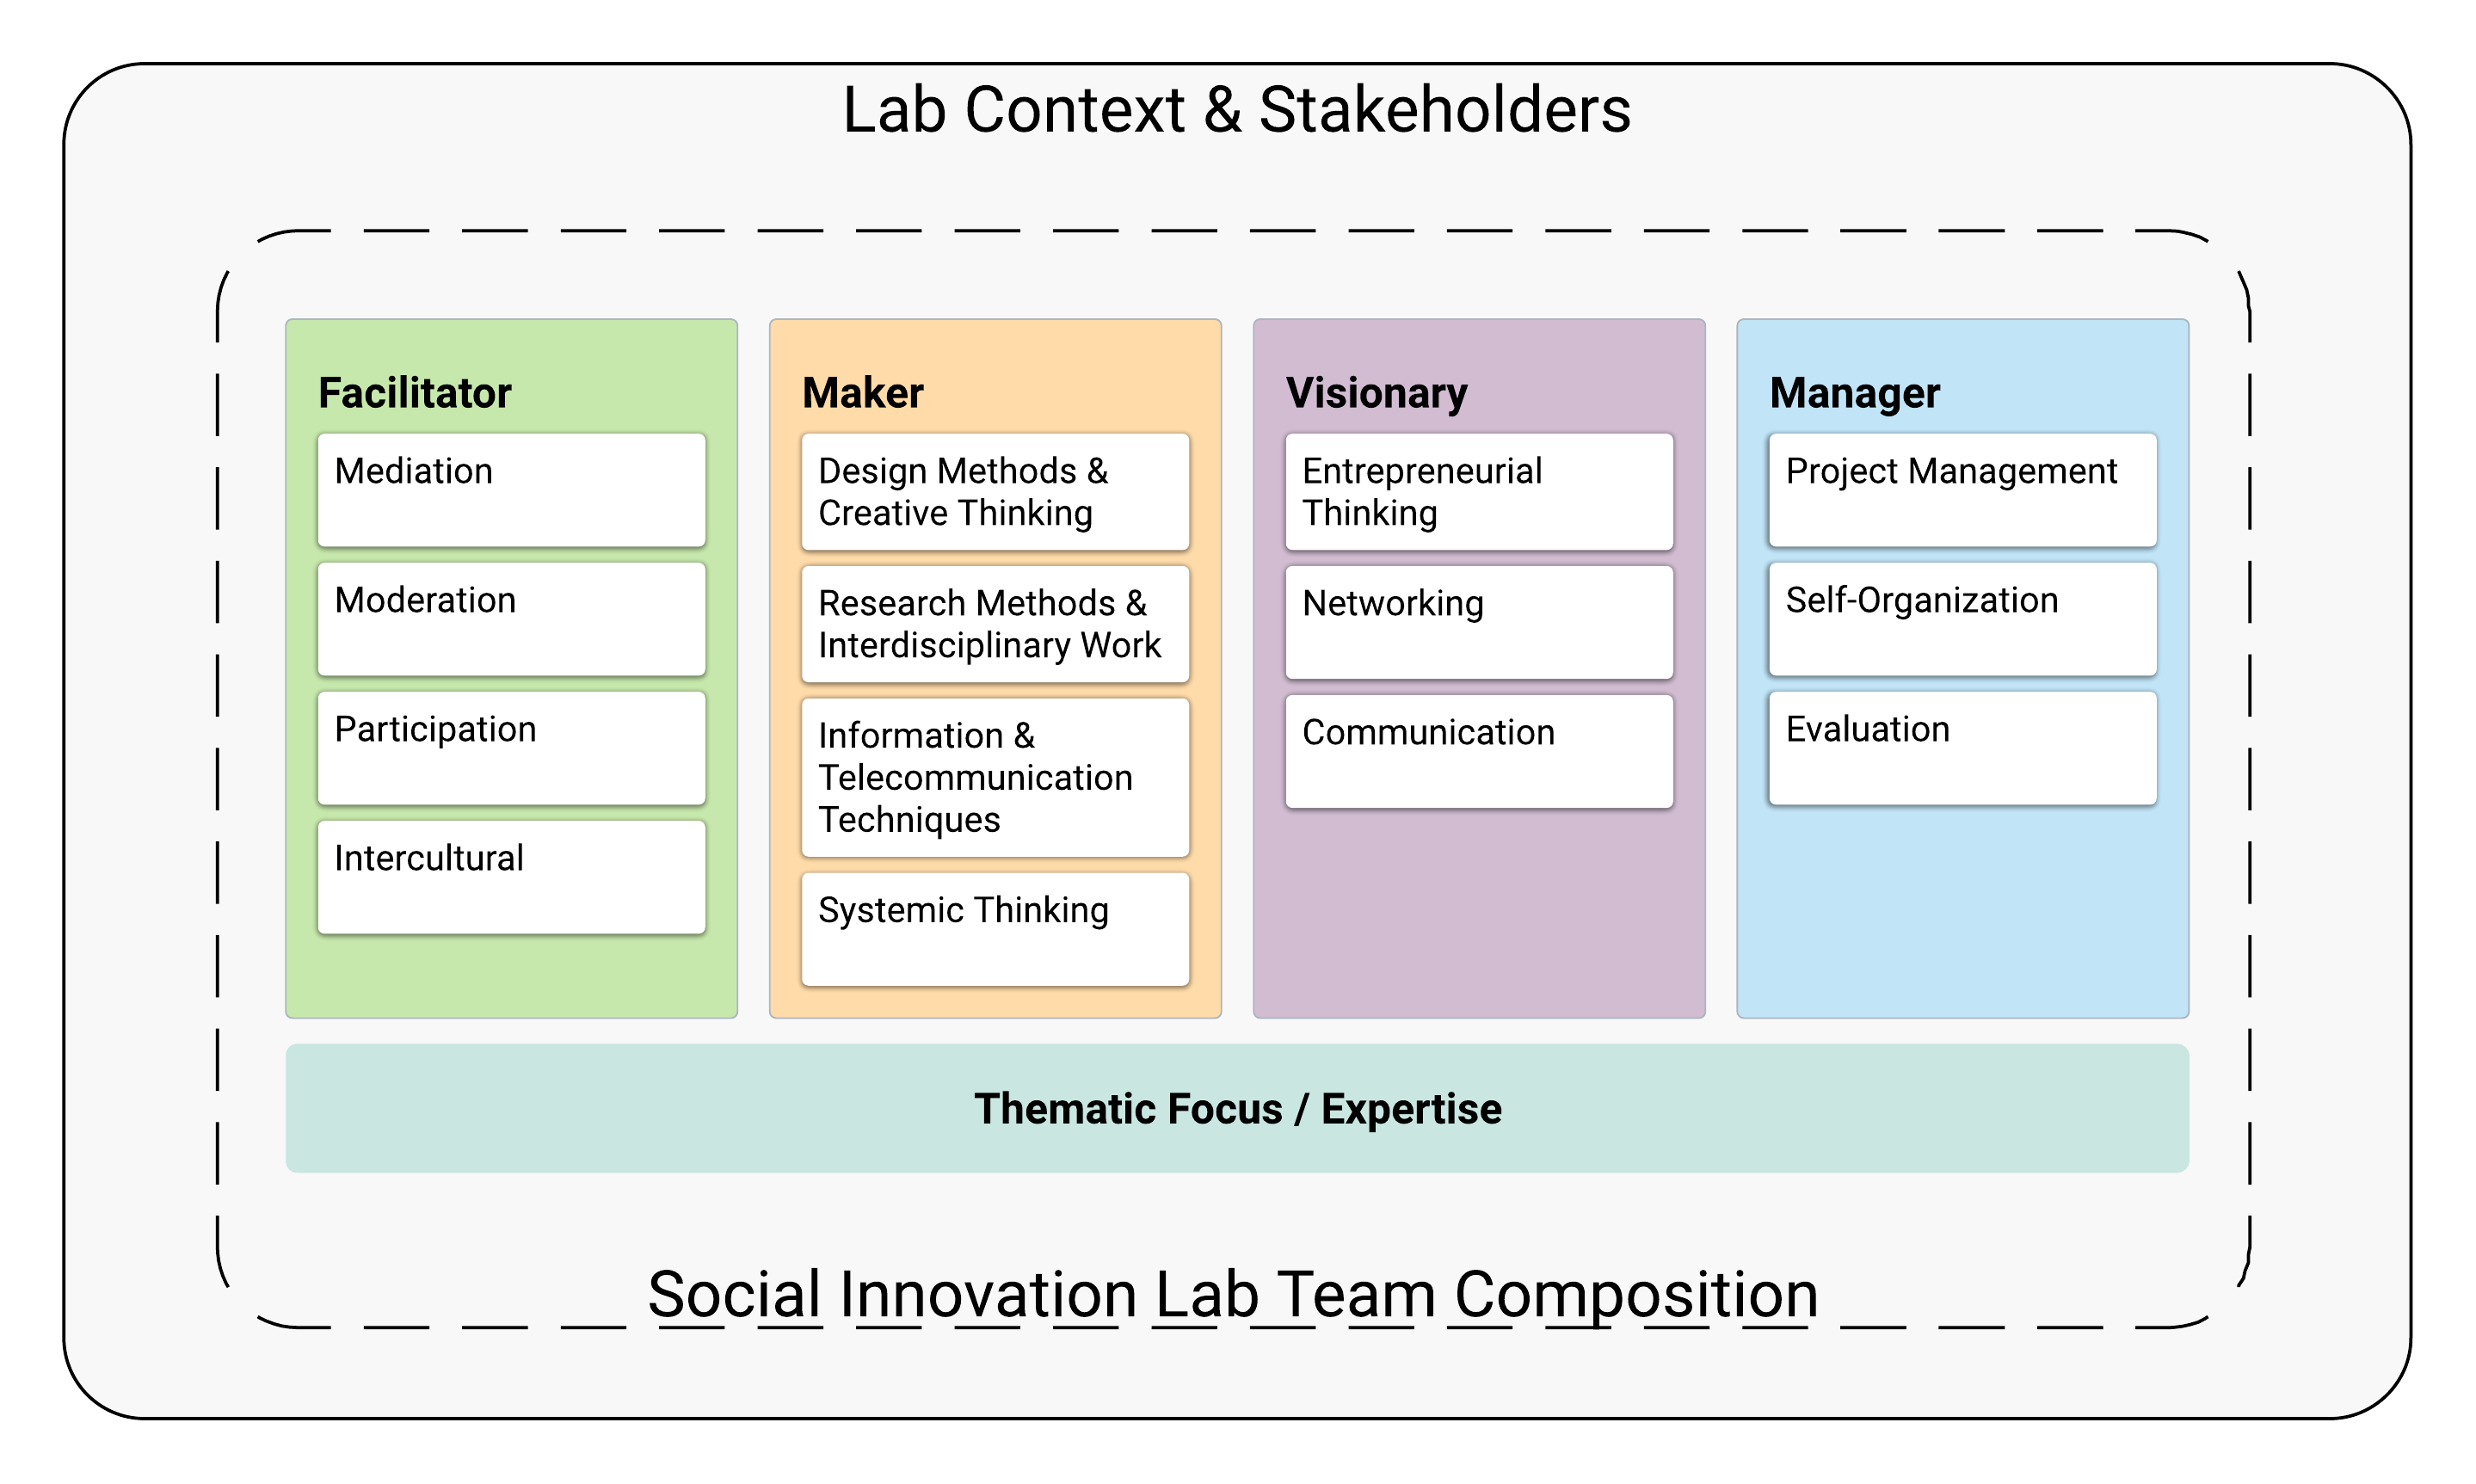 Lab Context & Stakeholders
Facilitator
Mediation
Moderation
Participation
Intercultural
Maker
Design Methods &
Creative Thinking
Research Methods &
Interdisciplinary Work
Information &
Telecommunication
Techniques
Systemic Thinking
Visionary
Entrepreneurial
Thinking
Networking
Communication
Manager
Project Management
Self-Organization
Evaluation
Thematic Focus / Expertise
Social Innovation Lab Team Composition